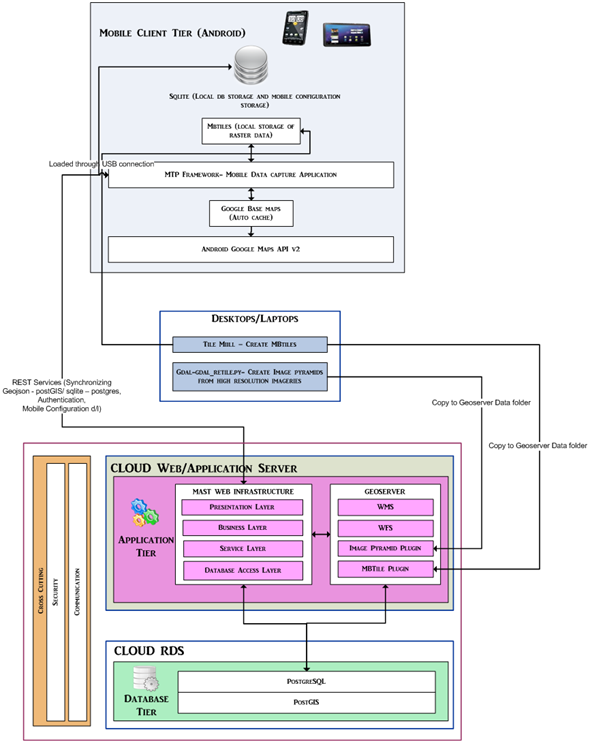 Mobile Client Tier (Android)
Sqlite (Local db storage and mobile configuration
storage)
Mbtiles (local storage of
raster data)
Loaded through USB connection
MTP Framework– Mobile Data capture Application
Google Base maps
(Auto cache)
Android Google Maps API v2
Desktops/Laptops
Tile Mill – Create MBtiles
Gdal-gdal_retile.py– Create Image pyramids
from high resolution imageries
REST Services (Synchronizing
Geojson - postGIS/ sqlite – postgres,
Authentication,
Mobile Configuration d/l)
Copy to Geoserver Data folder
Copy to Geoserver Data folder
CLOUD Web/Application Server
MAST WEB INFRASTRUCTURE
Presentation Layer
Business Layer
Service Layer
Database Access Layer
GEOSERVER
WMS
WFS
Image Pyramid Plugin
MBTile Plugin
Application
Tier
Cross Cutting
Security
Communication
CLOUD RDS
Database
Tier
PostgreSQL
PostGIS